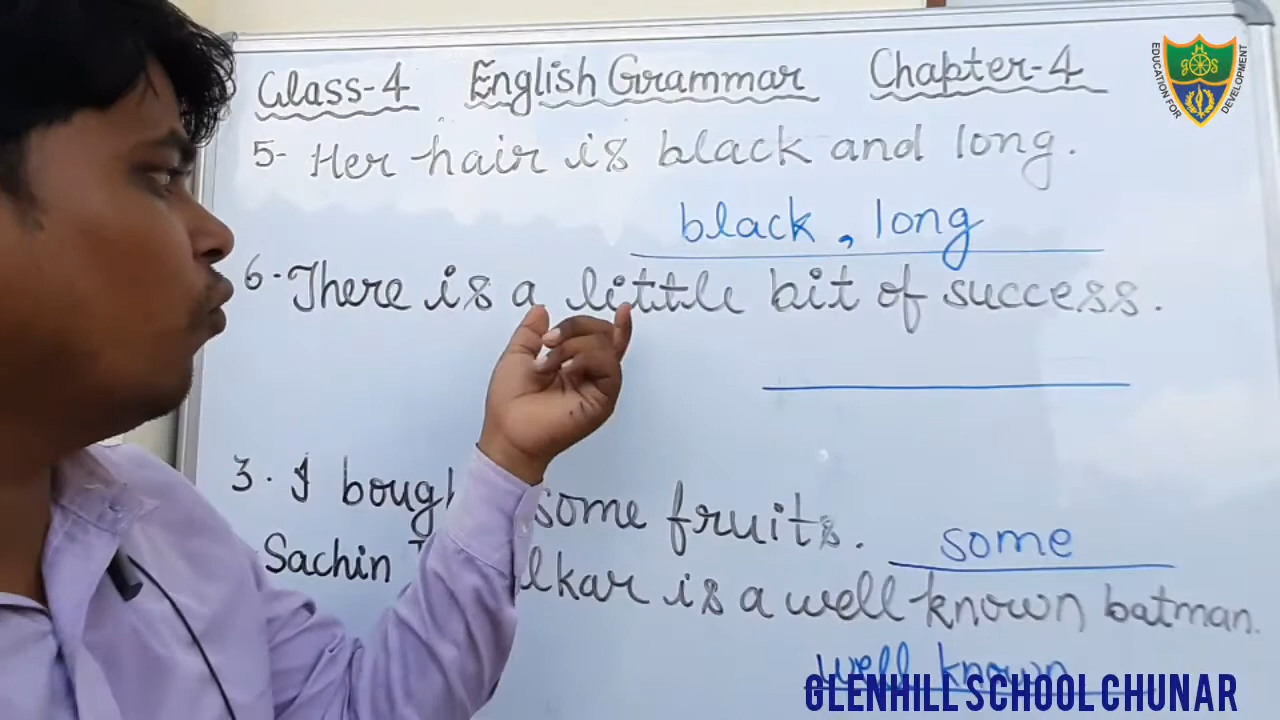 Class-4 English Grammar Chapter-4
EDUCATION FOR DEVELOPMENT
5- Her hair is black and long.
black, long
6- There is a little bit of success.
3. I bough some fruits. some
Sachin lkar is a well known batman.
well known
GLENHILL SCHOOL CHUNAR